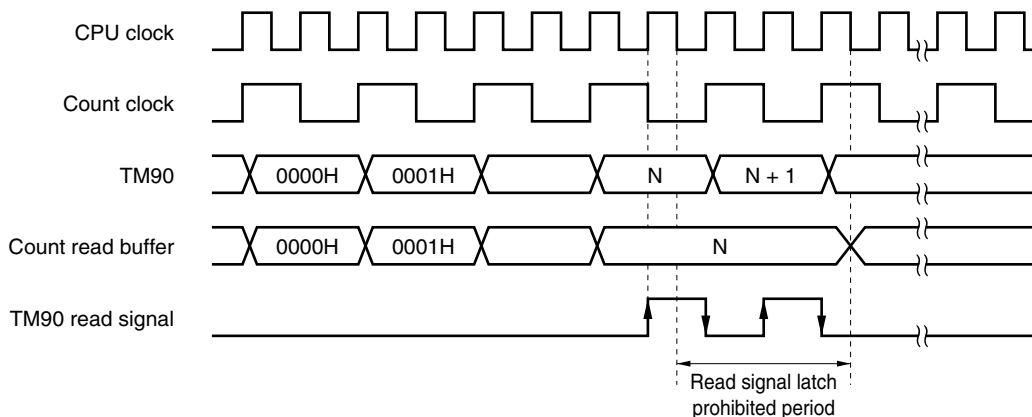 CPU clock
Count clock
TM90 0000H 0001H N N + 1
Count read buffer 0000H 0001H N
TM90 read signal
Read signal latch
prohibited period